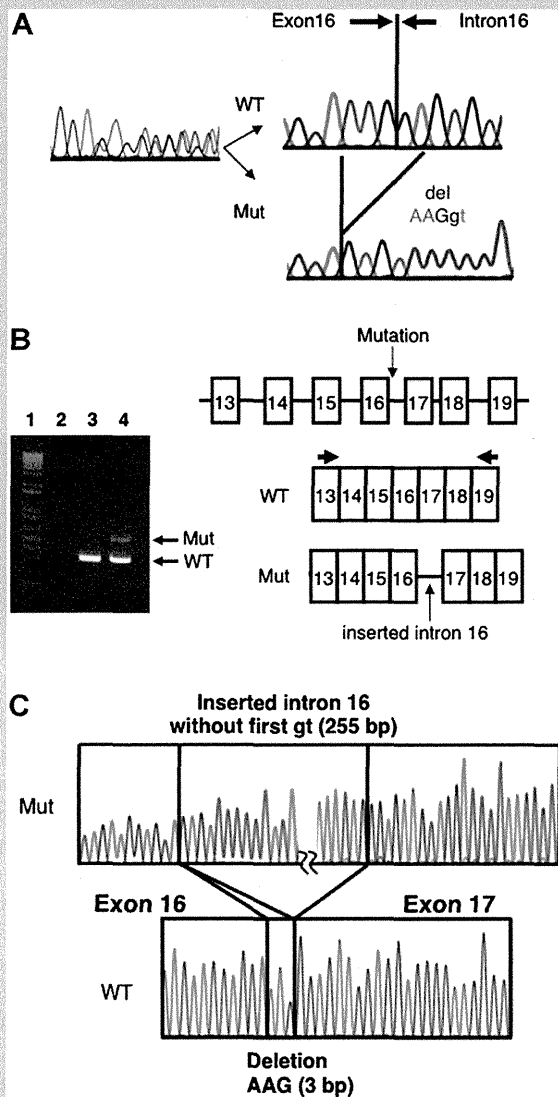 A
Exon16
Intron16
WT
Mut
del
AAGgt
B
Mutation
1 2 3 4
13 14 15 16 17 18 19
Mut
WT
WT
13 14 15 16 17 18 19
Mut
13 14 15 16 17 18 19
inserted intron 16
C
Inserted intron 16
without first gt (255 bp)
Mut
Exon 16
Exon 17
WT
Deletion
AAG (3 bp)